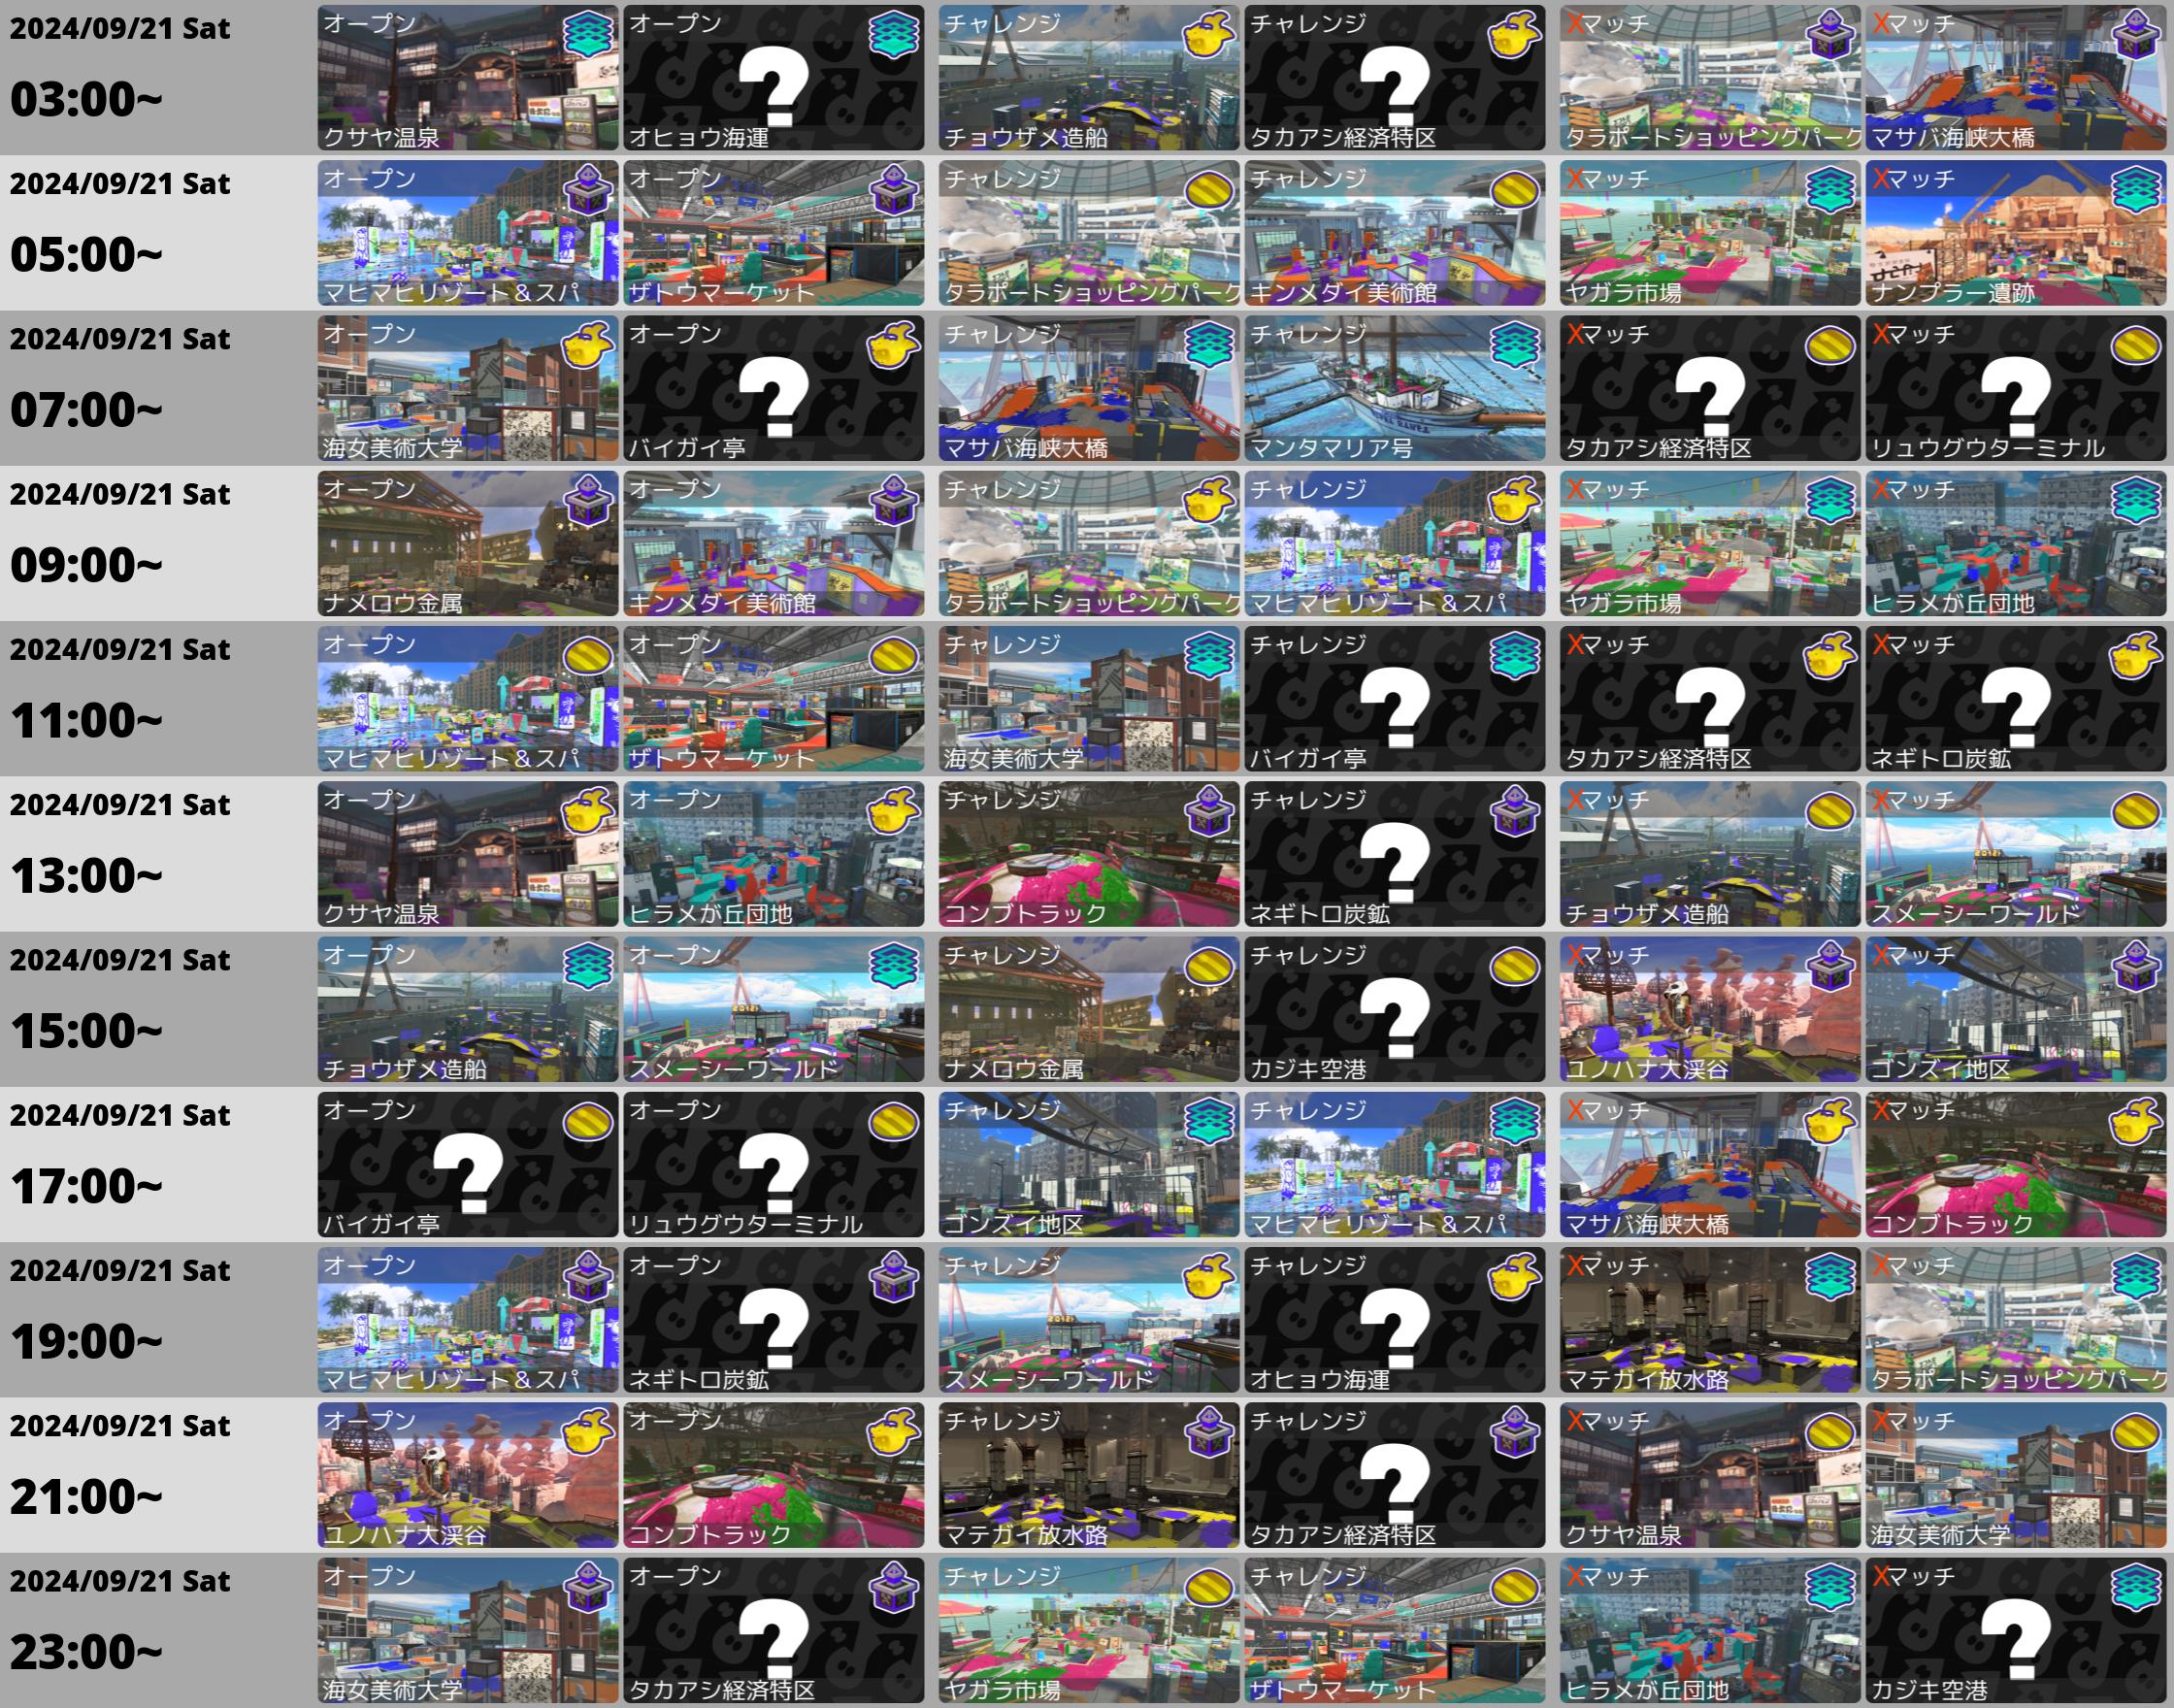 2024/09/21 Sat
03:00~
オープン
クサヤ温泉
オープン
オヒョウ海運
チャレンジ
チョウザメ造船
チャレンジ
タカアシ経済特区
Xマッチ
タラポートショッピングパーク
Xマッチ
マサバ海峡大橋
2024/09/21 Sat
05:00~
オープン
マヒマヒリゾート＆スパ
オープン
ザトウマーケット
チャレンジ
タラポートショッピングパーク
チャレンジ
キンメダイ美術館
Xマッチ
ヤガラ市場
Xマッチ
ナンプラー遺跡
2024/09/21 Sat
07:00~
オープン
海女美術大学
オープン
バイガイ亭
チャレンジ
マサバ海峡大橋
チャレンジ
マンタマリア号
Xマッチ
タカアシ経済特区
Xマッチ
リュウグウターミナル
2024/09/21 Sat
09:00~
オープン
ナメロウ金属
オープン
キンメダイ美術館
チャレンジ
タラポートショッピングパーク
チャレンジ
マヒマヒリゾート＆スパ
Xマッチ
ヤガラ市場
Xマッチ
ヒラメが丘団地
2024/09/21 Sat
11:00~
オープン
マヒマヒリゾート＆スパ
オープン
ザトウマーケット
チャレンジ
海女美術大学
チャレンジ
バイガイ亭
Xマッチ
タカアシ経済特区
Xマッチ
ネギトロ炭鉱
2024/09/21 Sat
13:00~
オープン
クサヤ温泉
オープン
ヒラメが丘団地
チャレンジ
コンブトラック
チャレンジ
ネギトロ炭鉱
Xマッチ
チョウザメ造船
Xマッチ
スメーシーワールド
2024/09/21 Sat
15:00~
オープン
チョウザメ造船
オープン
スメーシーワールド
チャレンジ
ナメロウ金属
チャレンジ
カジキ空港
Xマッチ
ユノハナ大渓谷
Xマッチ
ゴンズイ地区
2024/09/21 Sat
17:00~
オープン
バイガイ亭
オープン
リュウグウターミナル
チャレンジ
ゴンズイ地区
チャレンジ
マヒマヒリゾート＆スパ
Xマッチ
マサバ海峡大橋
Xマッチ
コンブトラック
2024/09/21 Sat
19:00~
オープン
マヒマヒリゾート＆スパ
オープン
ネギトロ炭鉱
チャレンジ
スメーシーワールド
チャレンジ
オヒョウ海運
Xマッチ
マテガイ放水路
Xマッチ
タラポートショッピングパーク
2024/09/21 Sat
21:00~
オープン
ユノハナ大渓谷
オープン
コンブトラック
チャレンジ
マテガイ放水路
チャレンジ
タカアシ経済特区
Xマッチ
クサヤ温泉
Xマッチ
海女美術大学
2024/09/21 Sat
23:00~
オープン
海女美術大学
オープン
タカアシ経済特区
チャレンジ
ヤガラ市場
チャレンジ
ザトウマーケット
Xマッチ
ヒラメが丘団地
Xマッチ
カジキ空港